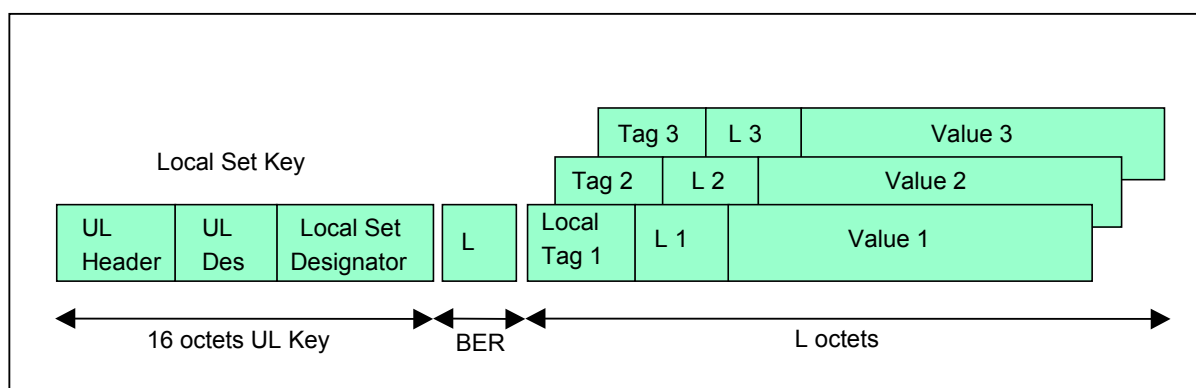 Tag 3 L 3 Value 3
Local Set Key
Tag 2 L 2 Value 2
UL Header
UL Des
Local Set Designator
L
Local Tag 1
L 1
Value 1
16 octets UL Key
BER
L octets